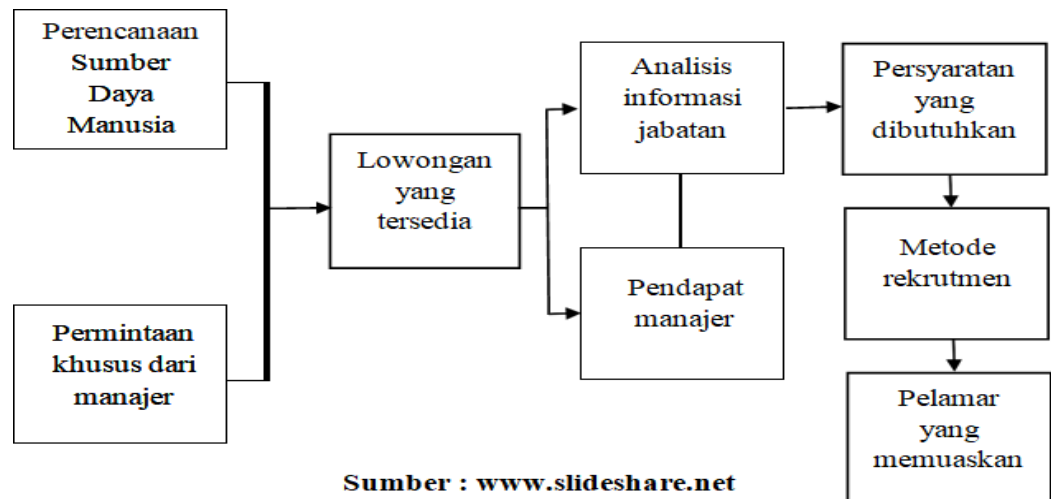 Perencanaan
Sumber
Daya
Manusia
Permintaan
khusus dari
manajer
Lowongan
yang
tersedia
Analisis
informasi
jabatan
Pendapat
manajer
Persyaratan
yang
dibutuhkan
Metode
rekrutmen
Pelamar
yang
memuaskan
Sumber : www.slideshare.net